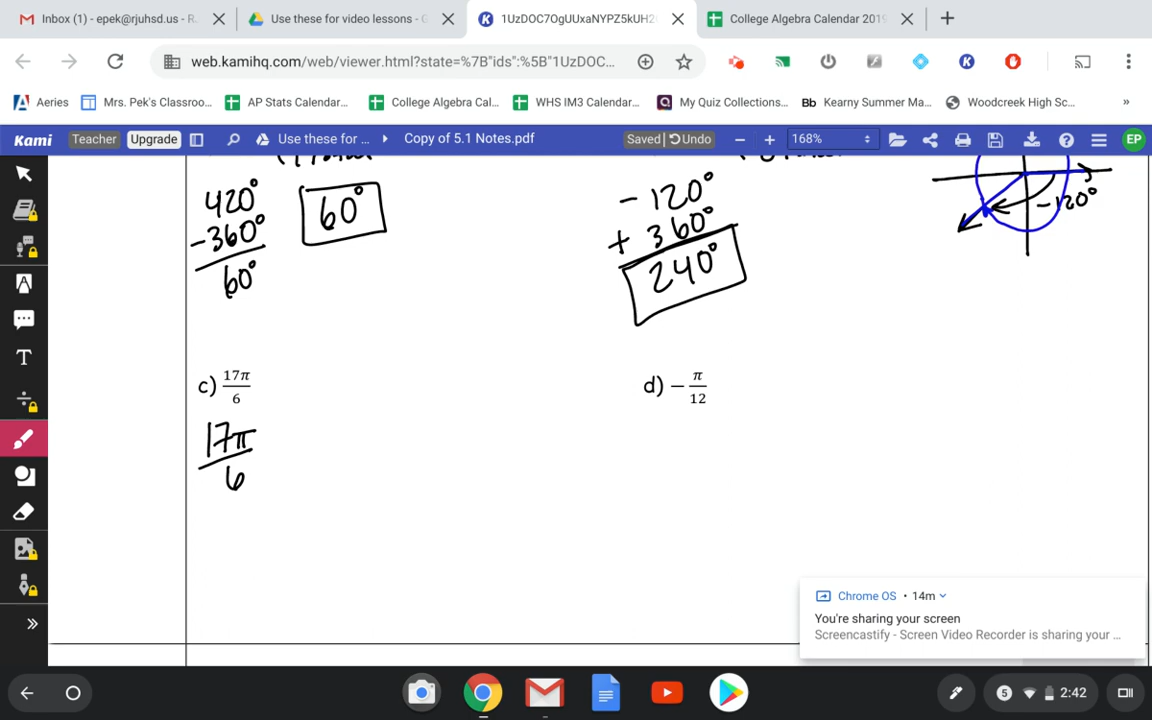 Inbox (1) - epek@rjuhsd.us - R.
Use these for video lessons - G
1UzDOC7OgUUxaNYPZ5kUH2
College Algebra Calendar 2019
web.kamihq.com/web/viewer.html?state=%7B"ids":%5B"1UzDOC...
Aeries
Mrs. Pek's Classroo...
AP Stats Calendar...
College Algebra Cal...
WHS IM3 Calendar...
My Quiz Collections...
Bb Kearny Summer Ma...
Woodcreek High Sc...
»
Kami
Teacher
Upgrade
Use these for ...
Copy of 5.1 Notes.pdf
Saved
Undo
168%
EP
420°
-360°
60°
60°
-120°
+ 360°
240°
-120°
c) 17π/6
d) − π/12
17π
6
Chrome OS • 14m
You're sharing your screen
Screencastify - Screen Video Recorder is sharing your ...
5
2:42